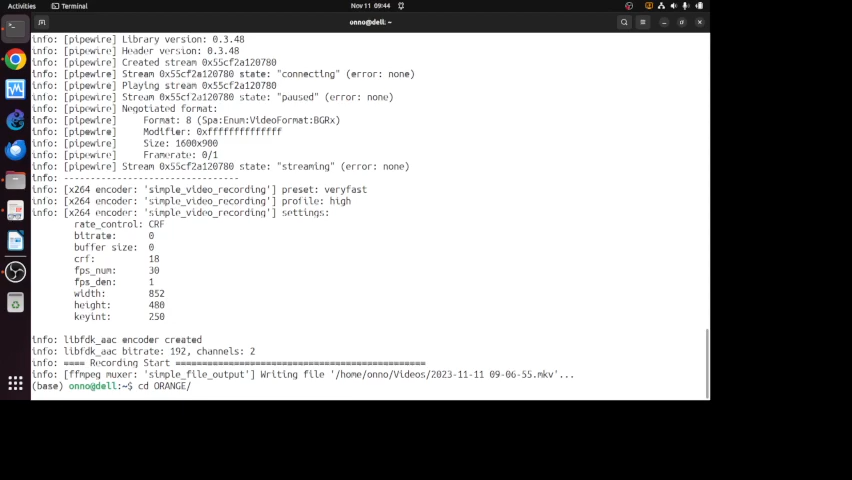 Activities
Terminal
Nov 11 09:44
onno@dell: ~
info: [pipewire] Library version: 0.3.48
info: [pipewire] Header version: 0.3.48
info: [pipewire] Created stream 0x55cf2a120780
info: [pipewire] Stream 0x55cf2a120780 state: "connecting" (error: none)
info: [pipewire] Playing stream 0x55cf2a120780
info: [pipewire] Stream 0x55cf2a120780 state: "paused" (error: none)
info: [pipewire] Negotiated format:
info: [pipewire]     Format: 8 (Spa:Enum:VideoFormat:BGRx)
info: [pipewire]     Modifier: 0xffffffffffffff
info: [pipewire]     Size: 1600x900
info: [pipewire]     Framerate: 0/1
info: [pipewire] Stream 0x55cf2a120780 state: "streaming" (error: none)
info: ---------------------------------
info: [x264 encoder: 'simple_video_recording'] preset: veryfast
info: [x264 encoder: 'simple_video_recording'] profile: high
info: [x264 encoder: 'simple_video_recording'] settings:
        rate_control: CRF
        bitrate:      0
        buffer size:  0
        crf:          18
        fps_num:      30
        fps_den:      1
        width:        852
        height:       480
        keyint:       250
info: libfdk_aac encoder created
info: libfdk_aac bitrate: 192, channels: 2
info: ==== Recording Start ===============================================
info: [ffmpeg muxer: 'simple_file_output'] Writing file '/home/onno/Videos/2023-11-11 09-06-55.mkv'...
(base) onno@dell:~$ cd ORANGE/